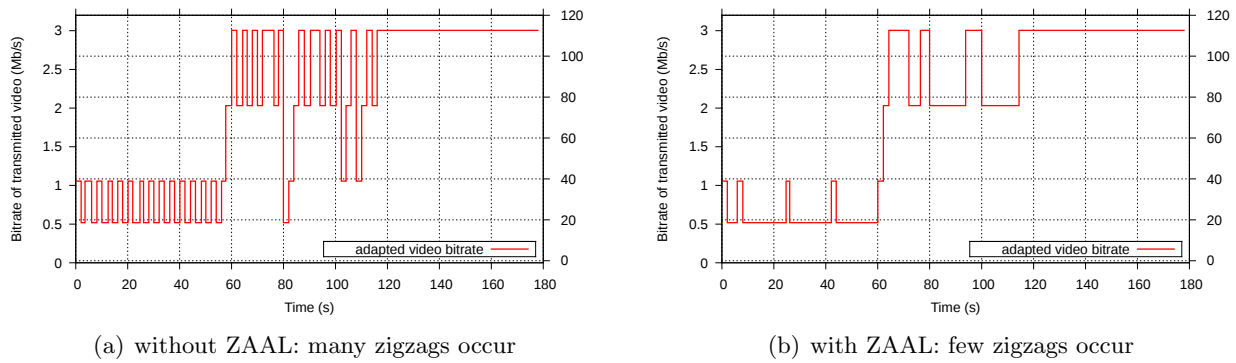 Bitrate of transmitted video (Mb/s)
3
2.5
2
1.5
1
0.5
0
120
100
80
60
40
20
0
adapted video bitrate
0 20 40 60 80 100 120 140 160 180
Time (s)
(a) without ZAAL: many zigzags occur
Bitrate of transmitted video (Mb/s)
3
2.5
2
1.5
1
0.5
0
120
100
80
60
40
20
0
adapted video bitrate
0 20 40 60 80 100 120 140 160 180
Time (s)
(b) with ZAAL: few zigzags occur